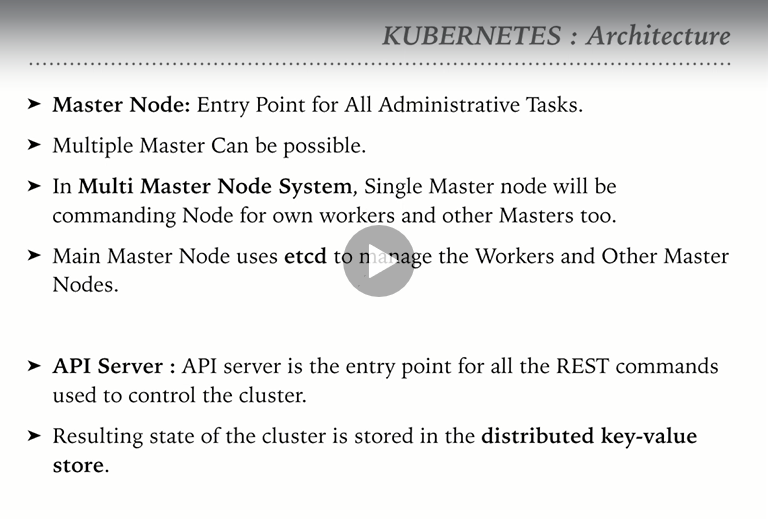 KUBERNETES : Architecture
➤ Master Node: Entry Point for All Administrative Tasks.
➤ Multiple Master Can be possible.
➤ In Multi Master Node System, Single Master node will be
commanding Node for own workers and other Masters too.
➤ Main Master Node uses etcd to manage the Workers and Other Master
Nodes.
➤ API Server : API server is the entry point for all the REST commands
used to control the cluster.
➤ Resulting state of the cluster is stored in the distributed key-value
store.